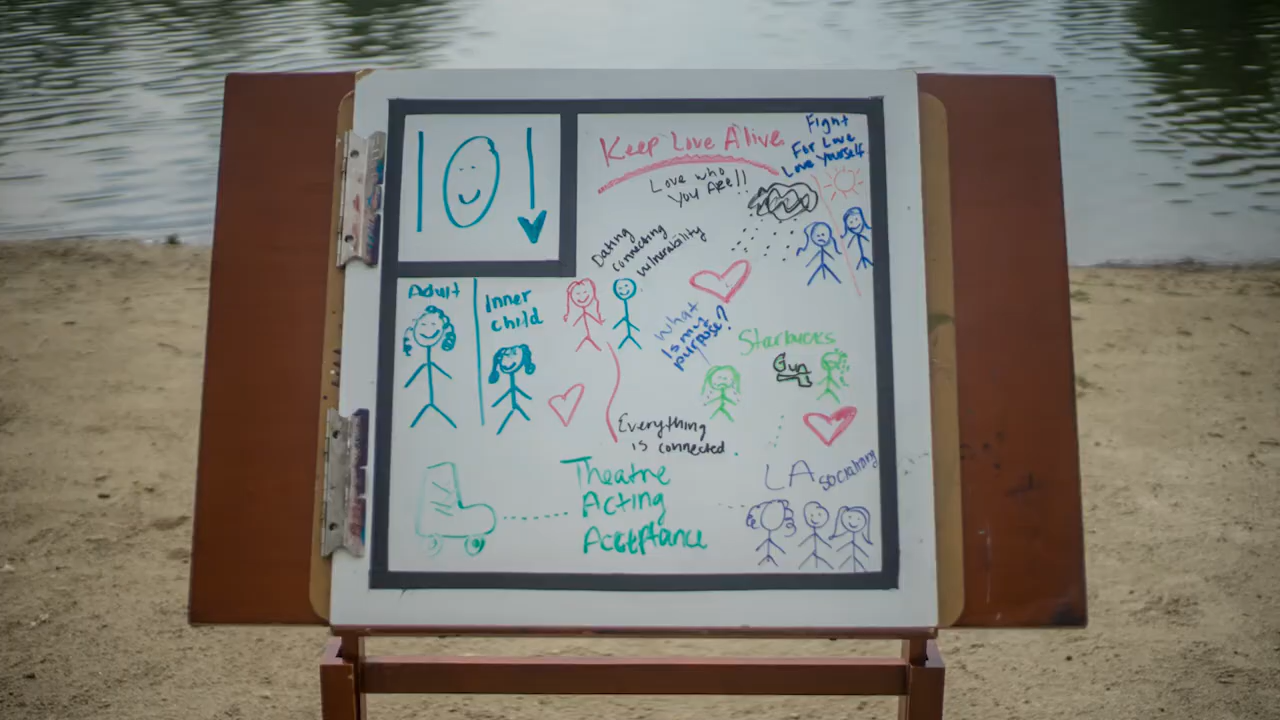 101
Keep Love Alive
Fight
For Love
Love Yourself
Love who
You Are!!
Dating
connecting
vulnerability
Adult
Inner
child
What
Is my
purpose?
Starbucks
Gun
Everything
is connected.
Theatre
Acting
Acceptance
LA socializing